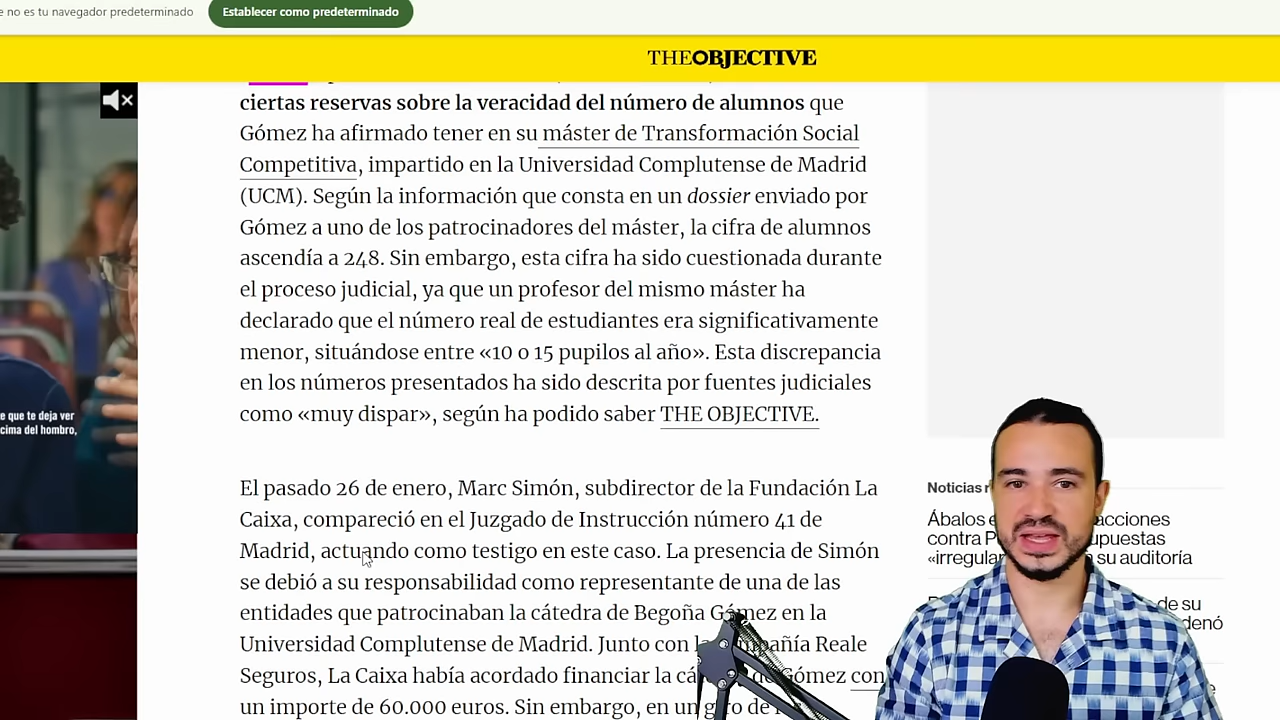 no es tu navegador predeterminado
Establecer como predeterminado
THE OBJECTIVE
ciertas reservas sobre la veracidad del número de alumnos que
Gómez ha afirmado tener en su máster de Transformación Social
Competitiva, impartido en la Universidad Complutense de Madrid
(UCM). Según la información que consta en un dossier enviado por
Gómez a uno de los patrocinadores del máster, la cifra de alumnos
ascendía a 248. Sin embargo, esta cifra ha sido cuestionada durante
el proceso judicial, ya que un profesor del mismo máster ha
declarado que el número real de estudiantes era significativamente
menor, situándose entre «10 o 15 pupilos al año». Esta discrepancia
en los números presentados ha sido descrita por fuentes judiciales
como «muy dispar», según ha podido saber THE OBJECTIVE.
El pasado 26 de enero, Marc Simón, subdirector de la Fundación La
Caixa, compareció en el Juzgado de Instrucción número 41 de
Madrid, actuando como testigo en este caso. La presencia de Simón
se debió a su responsabilidad como representante de una de las
entidades que patrocinaban la cátedra de Begoña Gómez en la
Universidad Complutense de Madrid. Junto con la compañía Reale
Seguros, La Caixa había acordado financiar la de Gómez con
un importe de 60.000 euros. Sin embargo, en un giro de
e que te deja ver
cima del hombro,
Noticias
Ábalos acciones
contra
su auditoría
de su